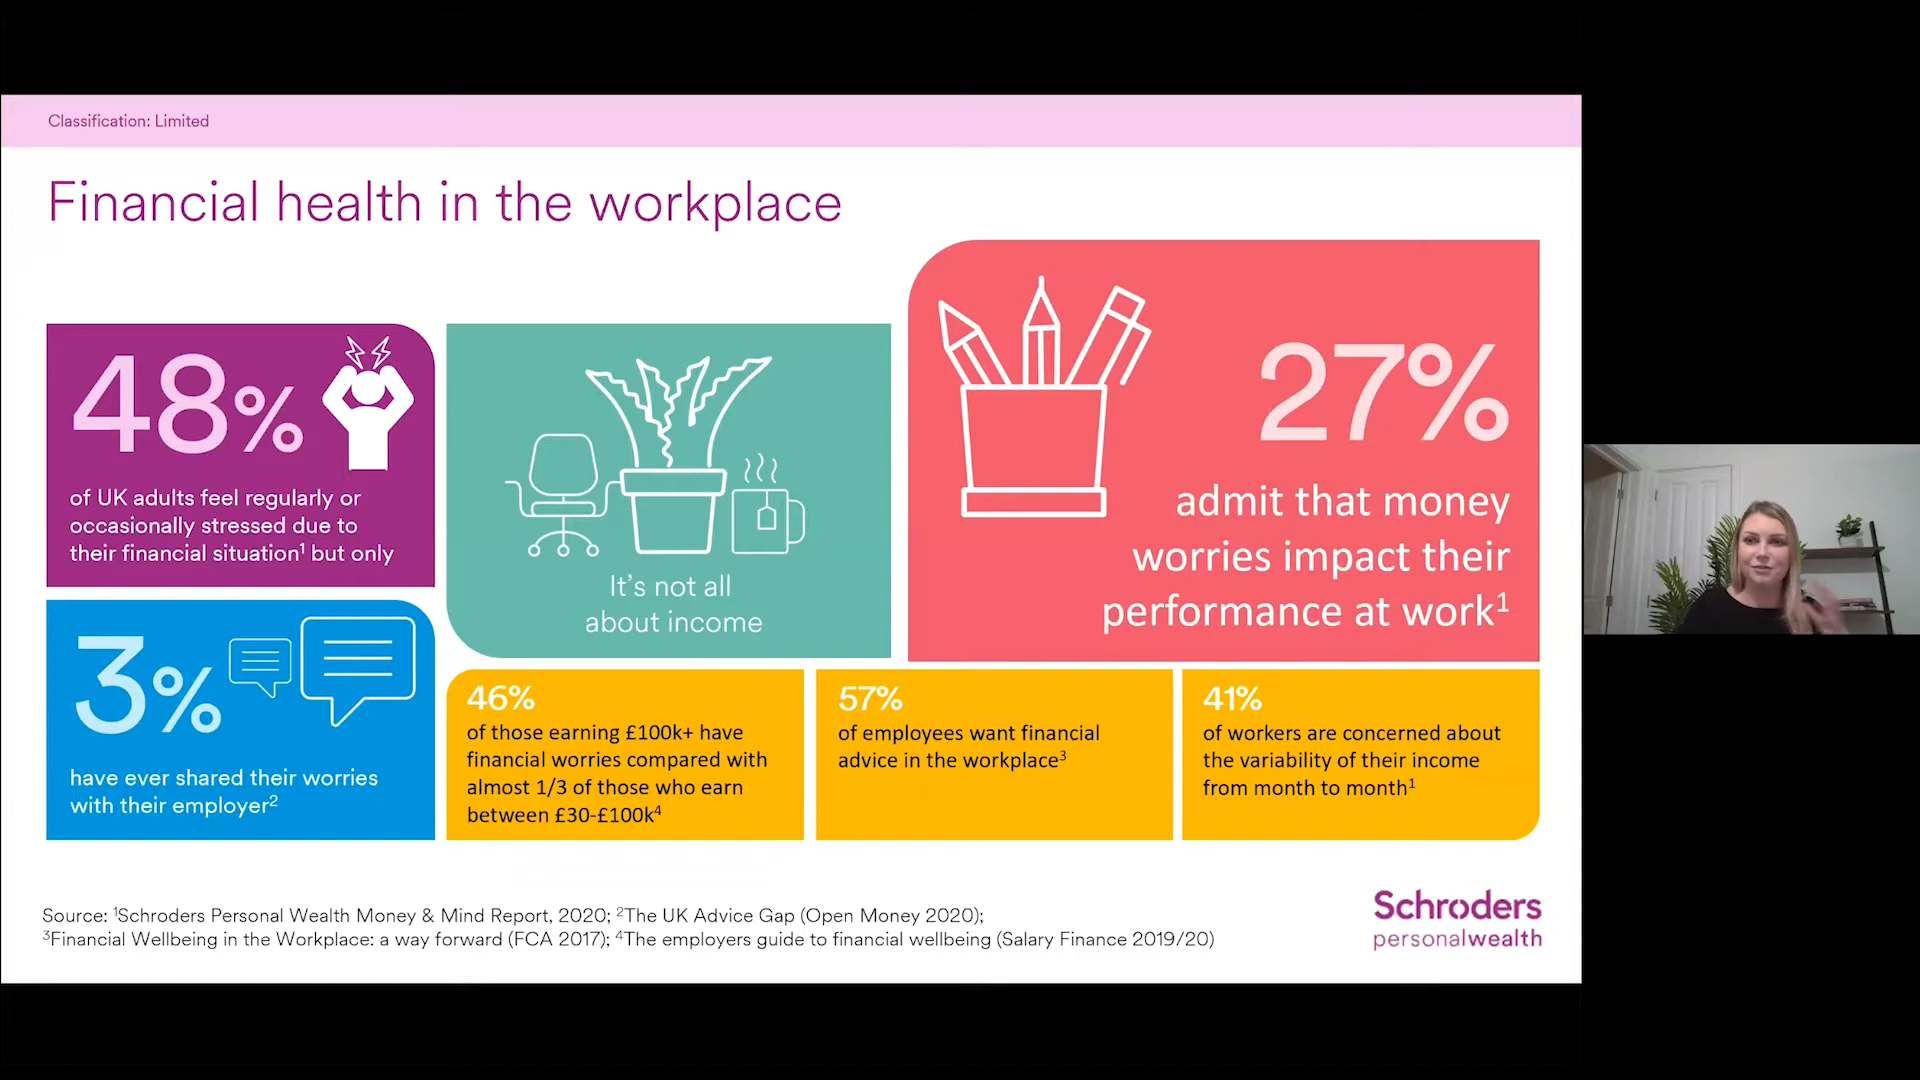 Classification: Limited
Financial health in the workplace
48%
of UK adults feel regularly or
occasionally stressed due to
their financial situation¹ but only
3%
have ever shared their worries
with their employer²
It's not all
about income
27%
admit that money
worries impact their
performance at work¹
46%
of those earning £100k+ have
financial worries compared with
almost 1/3 of those who earn
between £30-£100k⁴
57%
of employees want financial
advice in the workplace³
41%
of workers are concerned about
the variability of their income
from month to month¹
Source: ¹Schroders Personal Wealth Money & Mind Report, 2020; ²The UK Advice Gap (Open Money 2020);
³Financial Wellbeing in the Workplace: a way forward (FCA 2017); ⁴The employers guide to financial wellbeing (Salary Finance 2019/20)
Schroders
personalwealth